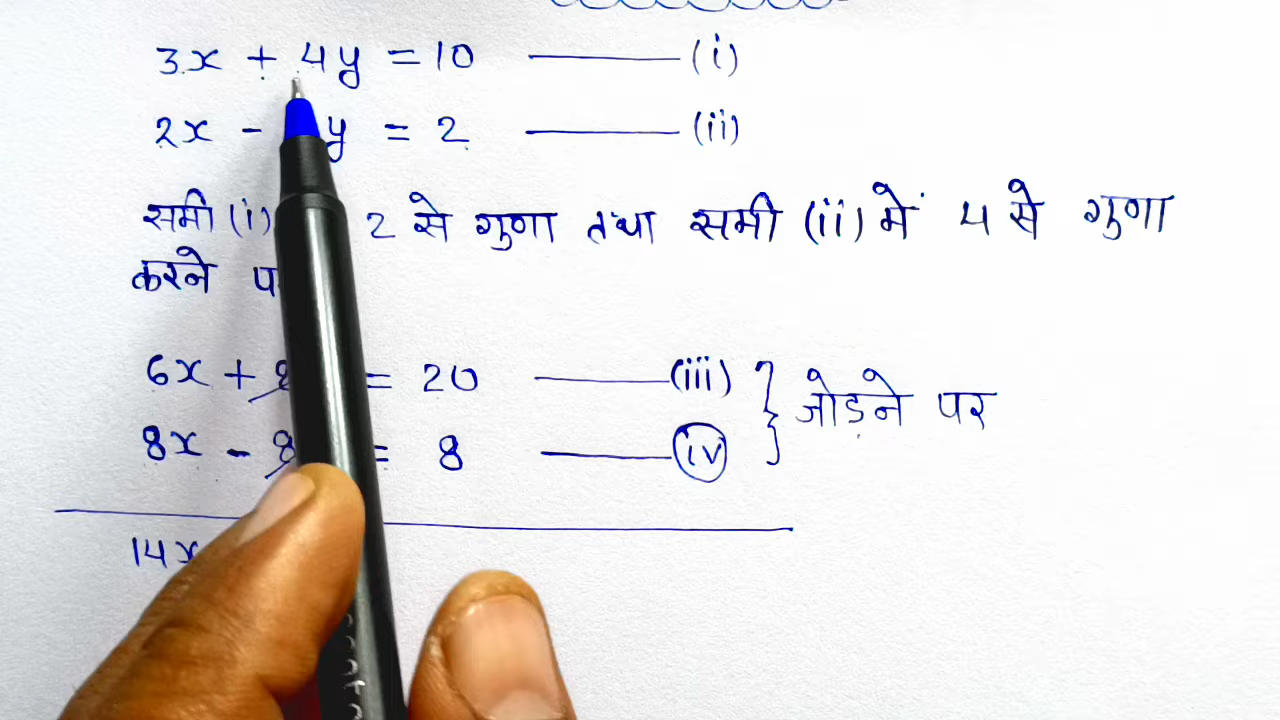 3x + 4y = 10 ——— (i)
2x - y = 2 ——— (ii)
समी (i) 2 से गुणा तथा समी (ii) में 4 से गुणा
करने
6x + 8 = 20 ——— (iii) } जोड़ने पर
8x - 8 = 8 ——— (iv)
14x